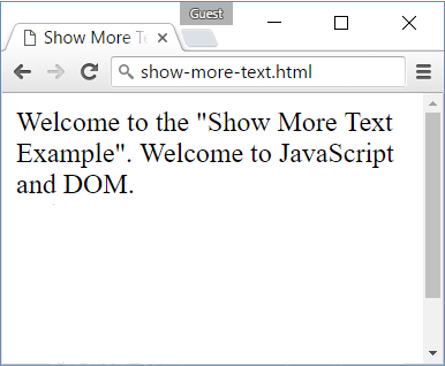 Guest
Show More T
show-more-text.html
Welcome to the "Show More Text
Example". Welcome to JavaScript
and DOM.